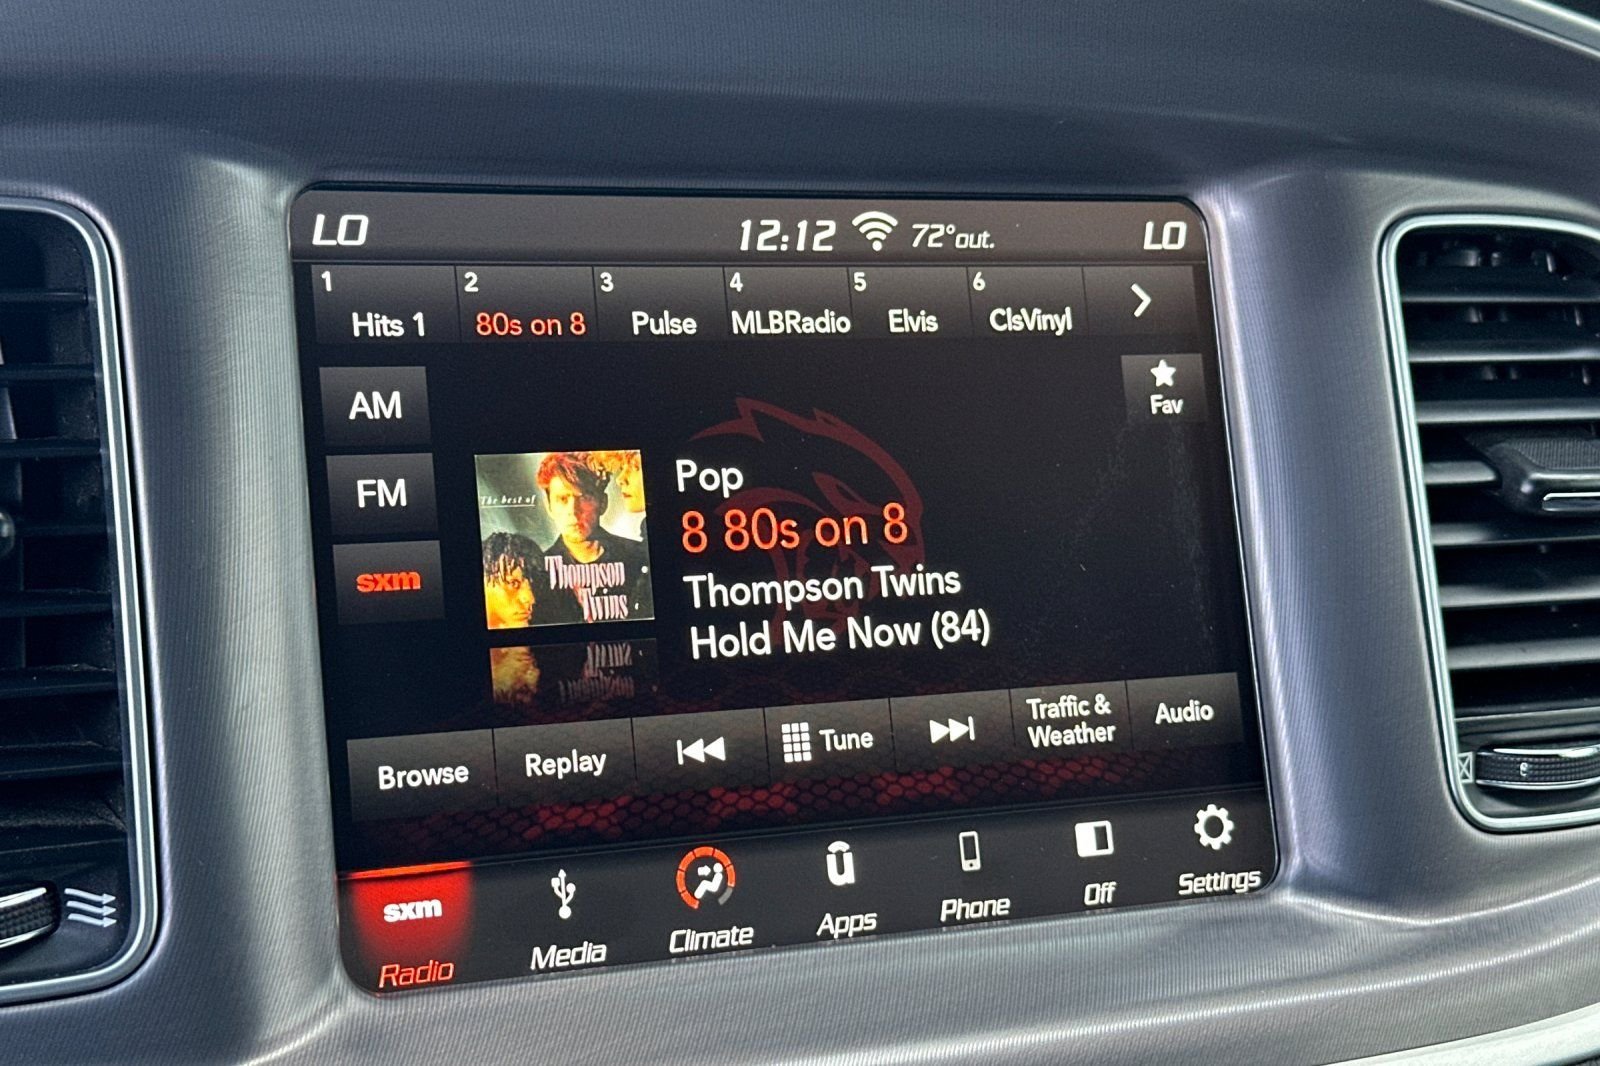 LO 12:12 72°out. LO
1 2 3 4 5 6
Hits 1 80s on 8 Pulse MLBRadio Elvis ClsVinyl
AM
Fav
FM
sxm
The best of
Thompson
Twins
Pop
8 80s on 8
Thompson Twins
Hold Me Now (84)
Browse Replay Tune Traffic &
Weather Audio
sxm
Radio Media Climate Apps Phone Off Settings